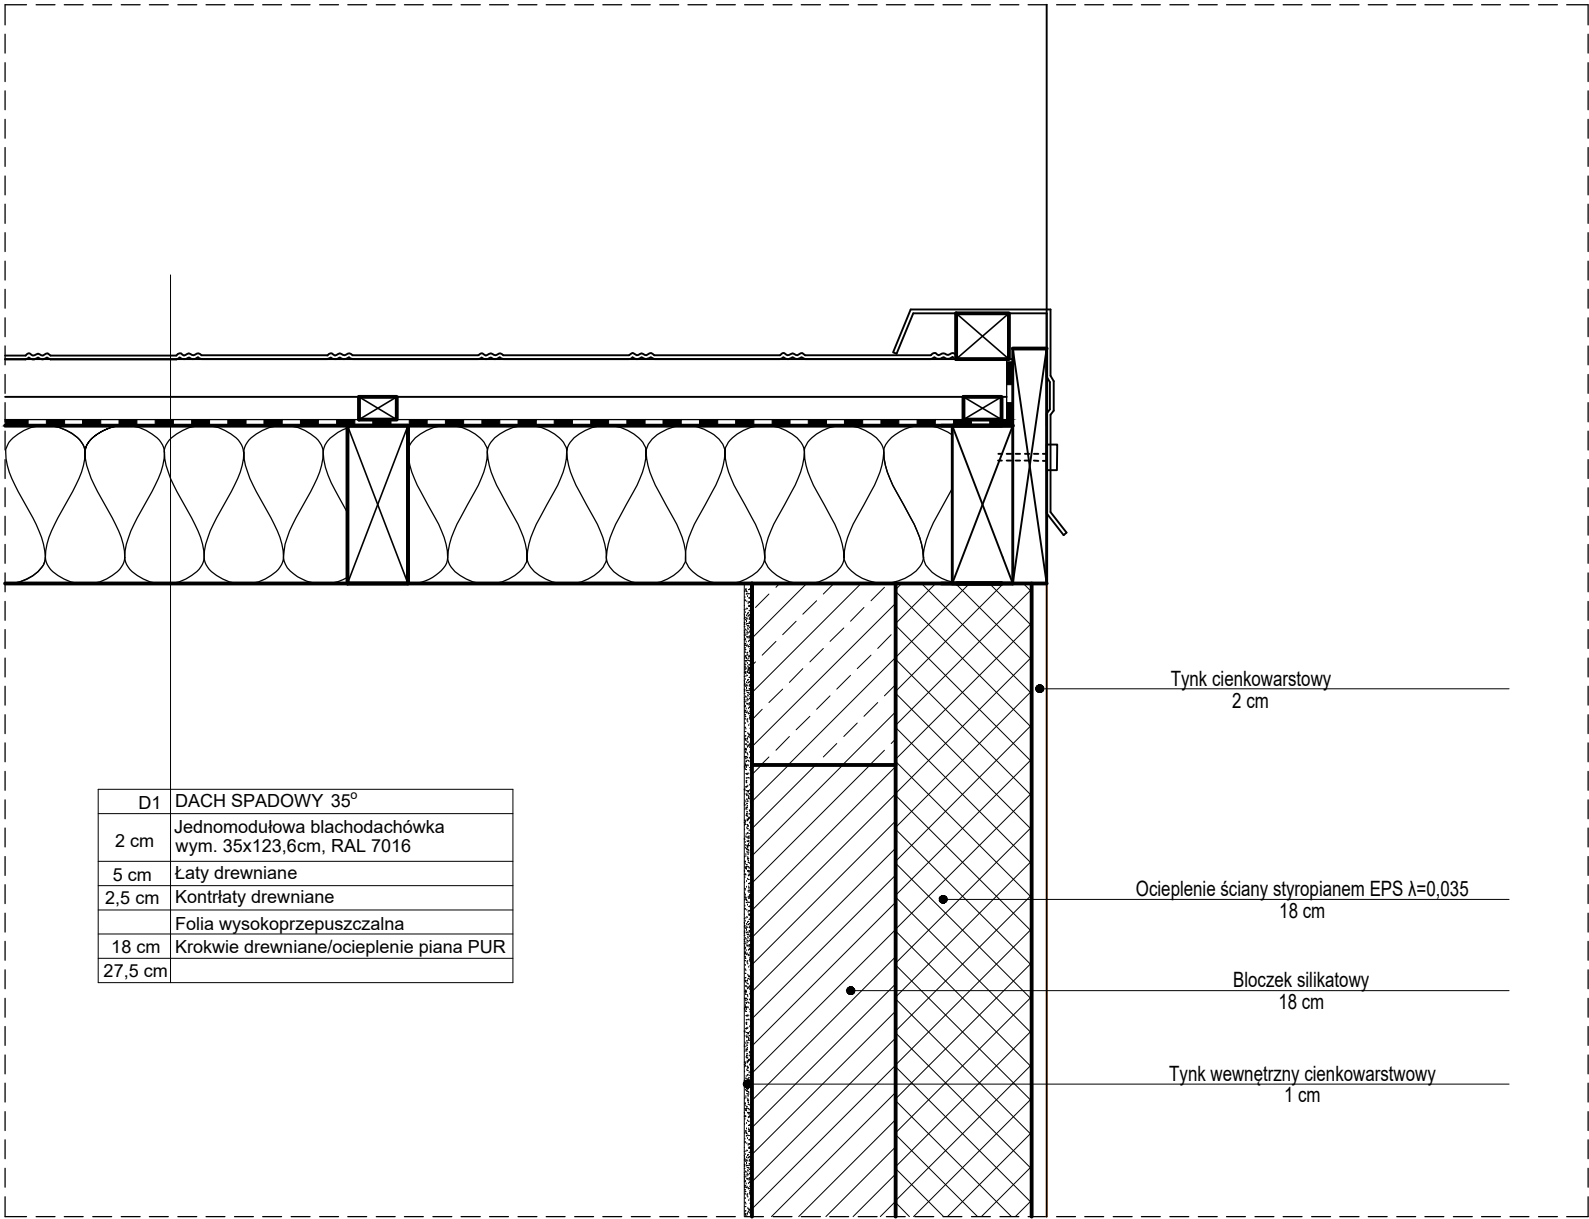 Tynk cienkowarstowy
2 cm
D1 DACH SPADOWY 35°
2 cm Jednomodułowa blachodachówka
wym. 35x123,6cm, RAL 7016
5 cm Łaty drewniane
2,5 cm Kontrłaty drewniane
Folia wysokoprzepuszczalna
18 cm Krokwie drewniane/ocieplenie piana PUR
27,5 cm
Ocieplenie ściany styropianem EPS λ=0,035
18 cm
Bloczek silikatowy
18 cm
Tynk wewnętrzny cienkowarstwowy
1 cm